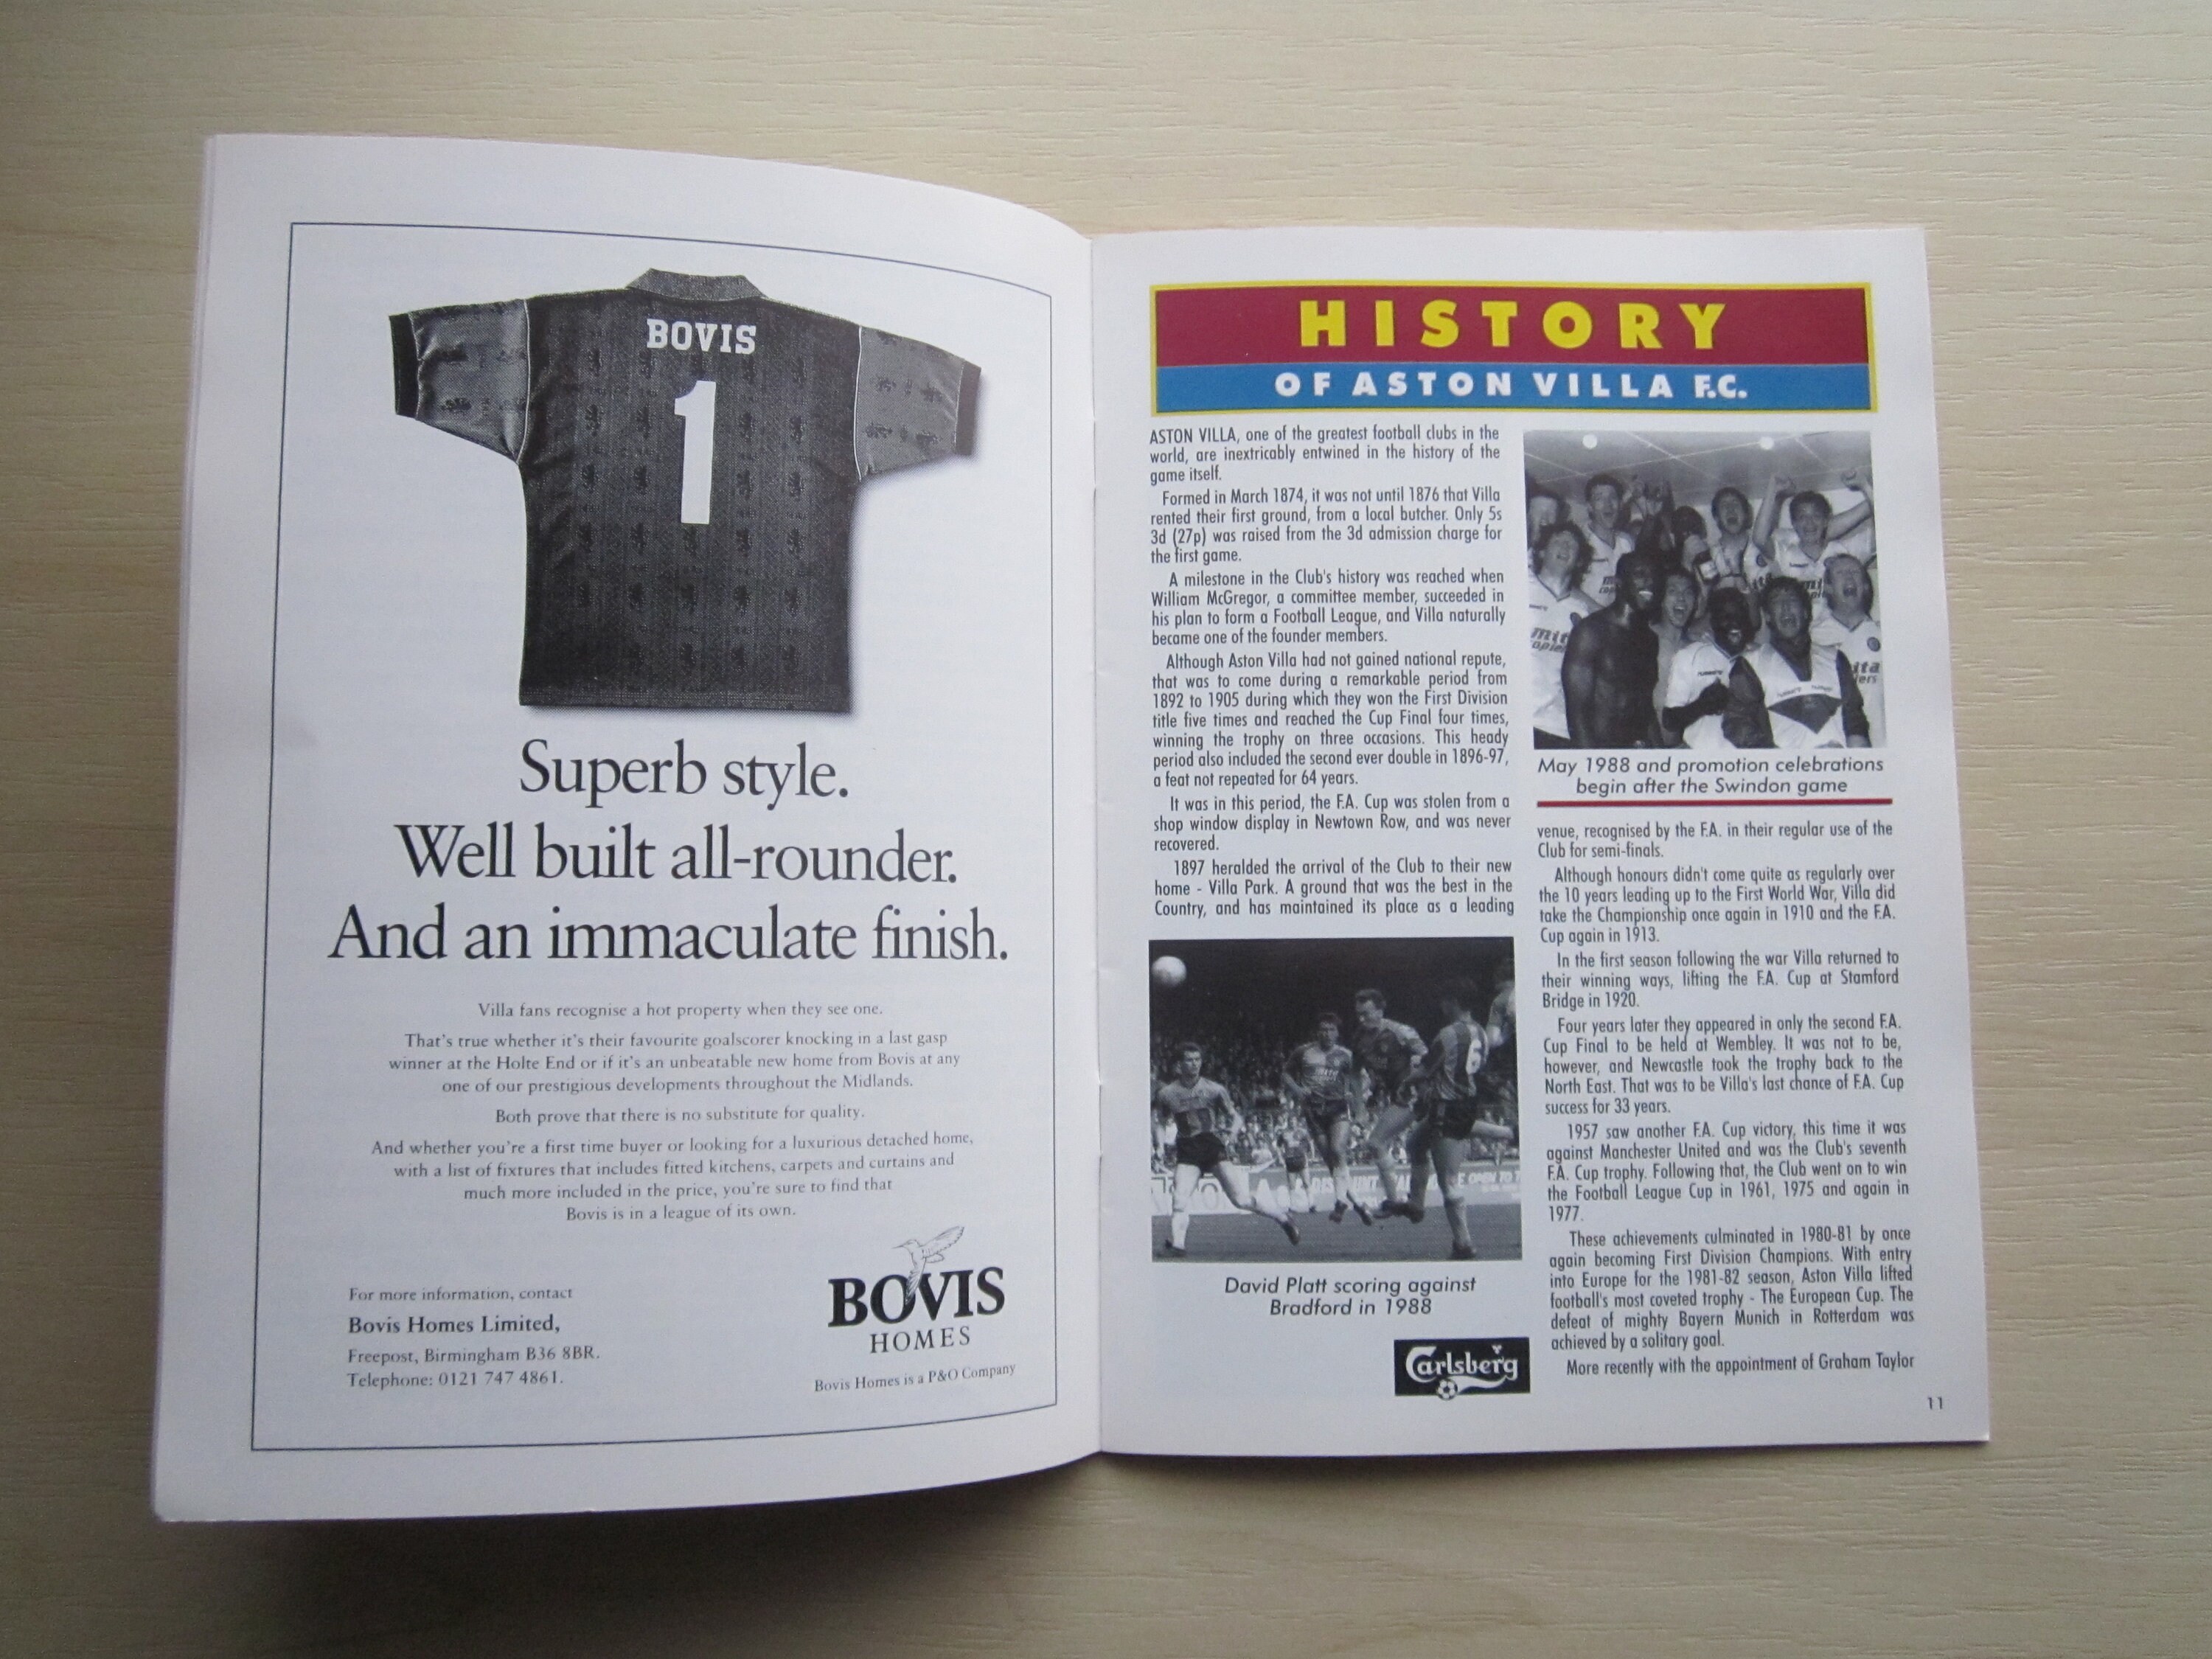 BOVIS
1
Superb style.
Well built all-rounder.
And an immaculate finish.
Villa fans recognise a hot property when they see one.
That's true whether it's their favourite goalscorer knocking in a last gasp
winner at the Holte End or if it's an unbeatable new home from Bovis at any
one of our prestigious developments throughout the Midlands.
Both prove that there is no substitute for quality.
And whether you're a first time buyer or looking for a luxurious detached home,
with a list of fixtures that includes fitted kitchens, carpets and curtains and
much more included in the price, you're sure to find that
Bovis is in a league of its own.
For more information, contact
Bovis Homes Limited,
Freepost, Birmingham B36 8BR.
Telephone: 0121 747 4861.
BOVIS
HOMES
Bovis Homes is a P&O Company
HISTORY
OF ASTON VILLA F.C.
ASTON VILLA, one of the greatest football clubs in the
world, are inextricably entwined in the history of the
game itself.
Formed in March 1874, it was not until 1876 that Villa
rented their first ground, from a local butcher. Only 5s
3d (27p) was raised from the 3d admission charge for
the first game.
A milestone in the Club's history was reached when
William McGregor, a committee member, succeeded in
his plan to form a Football League, and Villa naturally
became one of the founder members.
Although Aston Villa had not gained national repute,
that was to come during a remarkable period from
1892 to 1905 during which they won the First Division
title five times and reached the Cup Final four times,
winning the trophy on three occasions. This heady
period also included the second ever double in 1896-97,
a feat not repeated for 64 years.
It was in this period, the F.A. Cup was stolen from a
shop window display in Newtown Row, and was never
recovered.
1897 heralded the arrival of the Club to their new
home - Villa Park. A ground that was the best in the
Country, and has maintained its place as a leading
6
David Platt scoring against
Bradford in 1988
Carlsberg
mita
May 1988 and promotion celebrations
begin after the Swindon game
venue, recognised by the F.A. in their regular use of the
Club for semi-finals.
Although honours didn't come quite as regularly over
the 10 years leading up to the First World War, Villa did
take the Championship once again in 1910 and the F.A.
Cup again in 1913.
In the first season following the war Villa returned to
their winning ways, lifting the F.A. Cup at Stamford
Bridge in 1920.
Four years later they appeared in only the second F.A.
Cup Final to be held at Wembley. It was not to be,
however, and Newcastle took the trophy back to the
North East. That was to be Villa's last chance of F.A. Cup
success for 33 years.
1957 saw another F.A. Cup victory, this time it was
against Manchester United and was the Club's seventh
F.A. Cup trophy. Following that, the Club went on to win
the Football League Cup in 1961, 1975 and again in
1977.
These achievements culminated in 1980-81 by once
again becoming First Division Champions. With entry
into Europe for the 1981-82 season, Aston Villa lifted
football's most coveted trophy - The European Cup. The
defeat of mighty Bayern Munich in Rotterdam was
achieved by a solitary goal.
More recently with the appointment of Graham Taylor
11